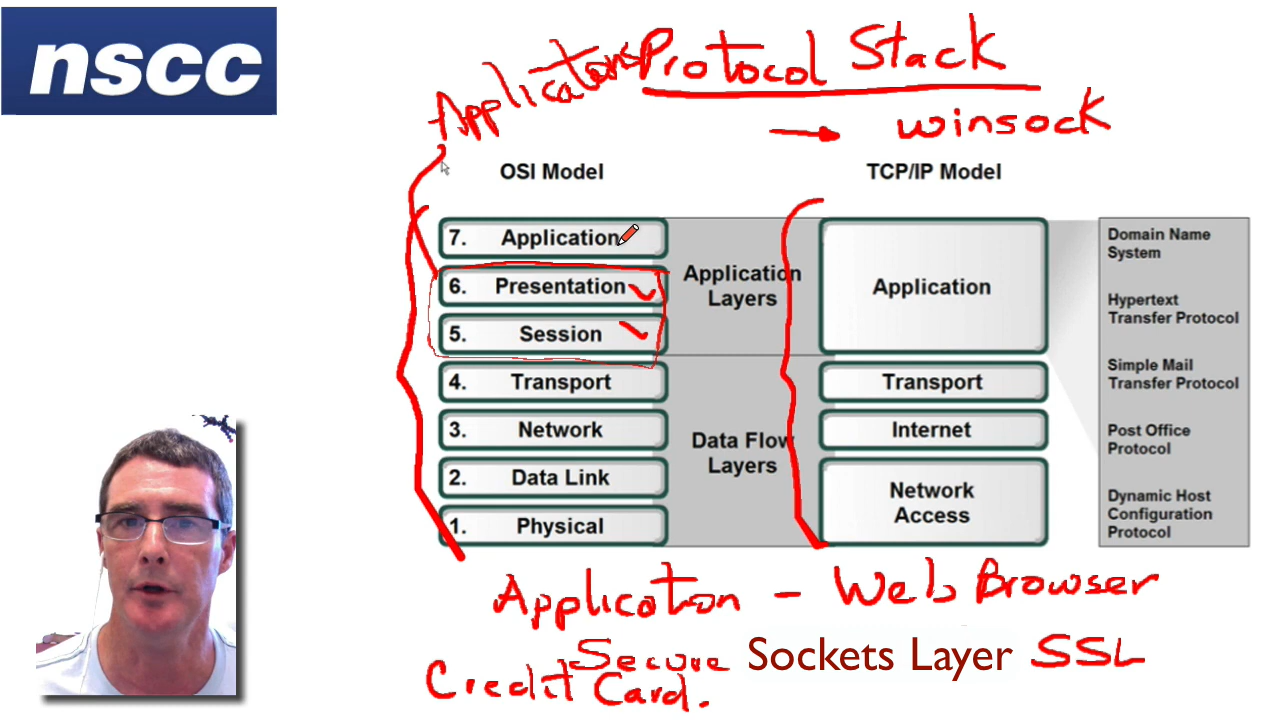 nscc
Applications Protocol Stack
winsock
OSI Model
TCP/IP Model
7. Application
6. Presentation
5. Session
4. Transport
3. Network
2. Data Link
1. Physical
Application
Layers
Data Flow
Layers
Application
Transport
Internet
Network
Access
Domain Name
System
Hypertext
Transfer Protocol
Simple Mail
Transfer Protocol
Post Office
Protocol
Dynamic Host
Configuration
Protocol
Application - Web Browser
Secure Sockets Layer SSL
Credit Card.